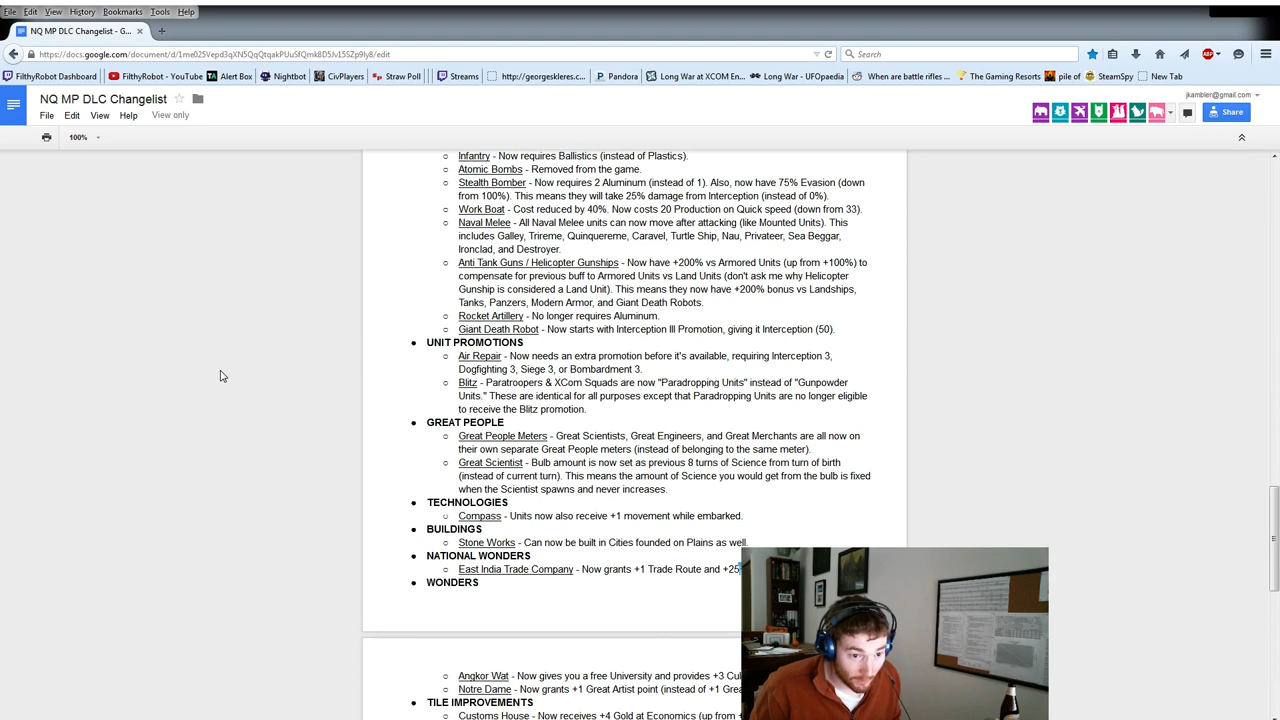 File Edit View History Bookmarks Tools Help
NQ MP DLC Changelist - G...
https://docs.google.com/document/d/1me025Vepd3qXN5QqQtqakPUuSfQmk8D5Jv15SZp9Iy8/edit
Search
FilthyRobot Dashboard FilthyRobot - YouTube Alert Box Nightbot CivPlayers Straw Poll Streams http://georgeskleres.c... Pandora Long War at XCOM En... Long War - UFOpaedia When are battle rifles ... The Gaming Resorts pile of SteamSpy New Tab
NQ MP DLC Changelist
jkambler@gmail.com
File Edit View Help View only
Share
100%
Infantry - Now requires Ballistics (instead of Plastics).
Atomic Bombs - Removed from the game.
Stealth Bomber - Now requires 2 Aluminum (instead of 1). Also, now have 75% Evasion (down
from 100%). This means they will take 25% damage from Interception (instead of 0%).
Work Boat - Cost reduced by 40%. Now costs 20 Production on Quick speed (down from 33).
Naval Melee - All Naval Melee units can now move after attacking (like Mounted Units). This
includes Galley, Trireme, Quinquereme, Caravel, Turtle Ship, Nau, Privateer, Sea Beggar,
Ironclad, and Destroyer.
Anti Tank Guns / Helicopter Gunships - Now have +200% vs Armored Units (up from +100%) to
compensate for previous buff to Armored Units vs Land Units (don't ask me why Helicopter
Gunship is considered a Land Unit). This means they now have +200% bonus vs Landships,
Tanks, Panzers, Modern Armor, and Giant Death Robots.
Rocket Artillery - No longer requires Aluminum.
Giant Death Robot - Now starts with Interception III Promotion, giving it Interception (50).
UNIT PROMOTIONS
Air Repair - Now needs an extra promotion before it's available, requiring Interception 3,
Dogfighting 3, Siege 3, or Bombardment 3.
Blitz - Paratroopers & XCom Squads are now "Paradropping Units" instead of "Gunpowder
Units." These are identical for all purposes except that Paradropping Units are no longer eligible
to receive the Blitz promotion.
GREAT PEOPLE
Great People Meters - Great Scientists, Great Engineers, and Great Merchants are all now on
their own separate Great People meters (instead of belonging to the same meter).
Great Scientist - Bulb amount is now set as previous 8 turns of Science from turn of birth
(instead of current turn). This means the amount of Science you would get from the bulb is fixed
when the Scientist spawns and never increases.
TECHNOLOGIES
Compass - Units now also receive +1 movement while embarked.
BUILDINGS
Stone Works - Can now be built in Cities founded on Plains as well.
NATIONAL WONDERS
East India Trade Company - Now grants +1 Trade Route and +25
WONDERS
Angkor Wat - Now gives you a free University and provides +3 Cul
Notre Dame - Now grants +1 Great Artist point (instead of +1 Grea
TILE IMPROVEMENTS
Customs House - Now receives +4 Gold at Economics (up from +